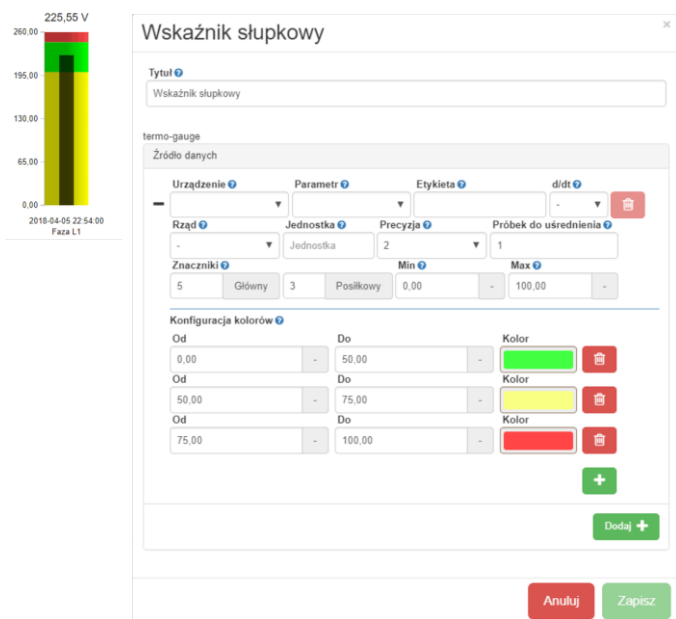 225,55 V
260,00
195,00
130,00
65,00
0,00
2018-04-05 22:54:00
Faza L1
Wskaźnik słupkowy
×
Tytuł ?
Wskaźnik słupkowy
termo-gauge
Źródło danych
Urządzenie ? Parametr ? Etykieta ? d/dt ?
-
Rząd ? Jednostka ? Precyzja ? Próbek do uśrednienia ?
- Jednostka 2 1
Znaczniki ? Min ? Max ?
5 Główny 3 Posiłkowy 0,00 - 100,00 -
Konfiguracja kolorów ?
Od Do Kolor
0,00 - 50,00 -
Od Do Kolor
50,00 - 75,00 -
Od Do Kolor
75,00 - 100,00 -
Dodaj +
Anuluj Zapisz